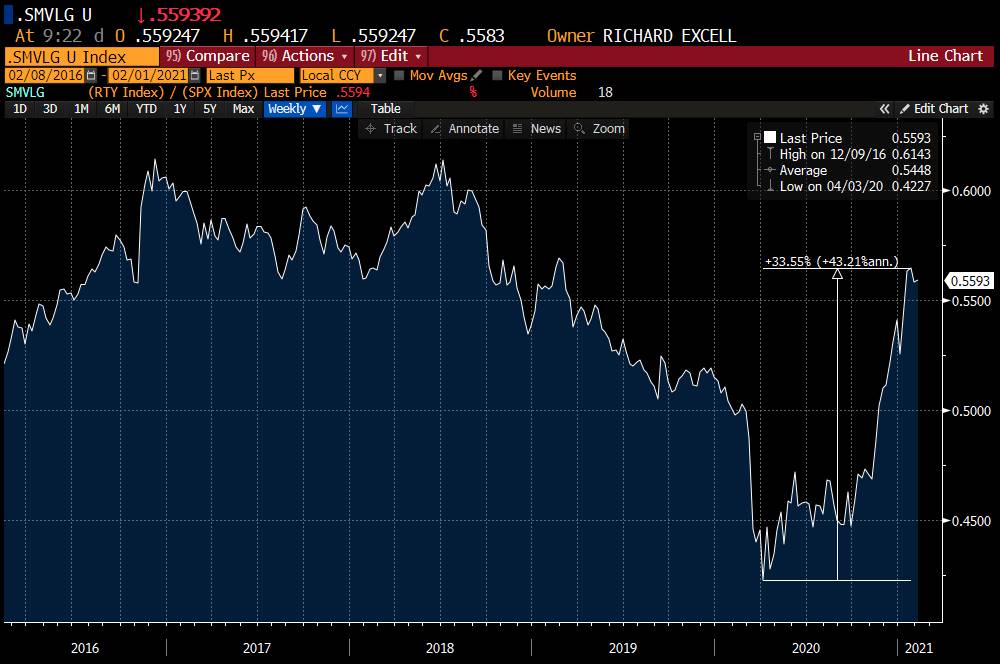 .SMVLG U ↓.559392
At 9:22 d O .559247 H .559417 L .559247 C .5583 Owner RICHARD EXCELL
.SMVLG U Index 95) Compare 96) Actions 97) Edit Line Chart
02/08/2016 - 02/01/2021 Last Px Local CCY Mov Avgs Key Events
SMVLG (RTY Index) / (SPX Index) Last Price .5594 % Volume 18
1D 3D 1M 6M YTD 1Y 5Y Max Weekly ▼ Table « Edit Chart
Track Annotate News Zoom
Last Price 0.5593
High on 12/09/16 0.6143
Average 0.5448
Low on 04/03/20 0.4227
0.6000
+33.55% (+43.21%ann.)
0.5593
0.5500
0.5000
0.4500
2016 2017 2018 2019 2020 2021